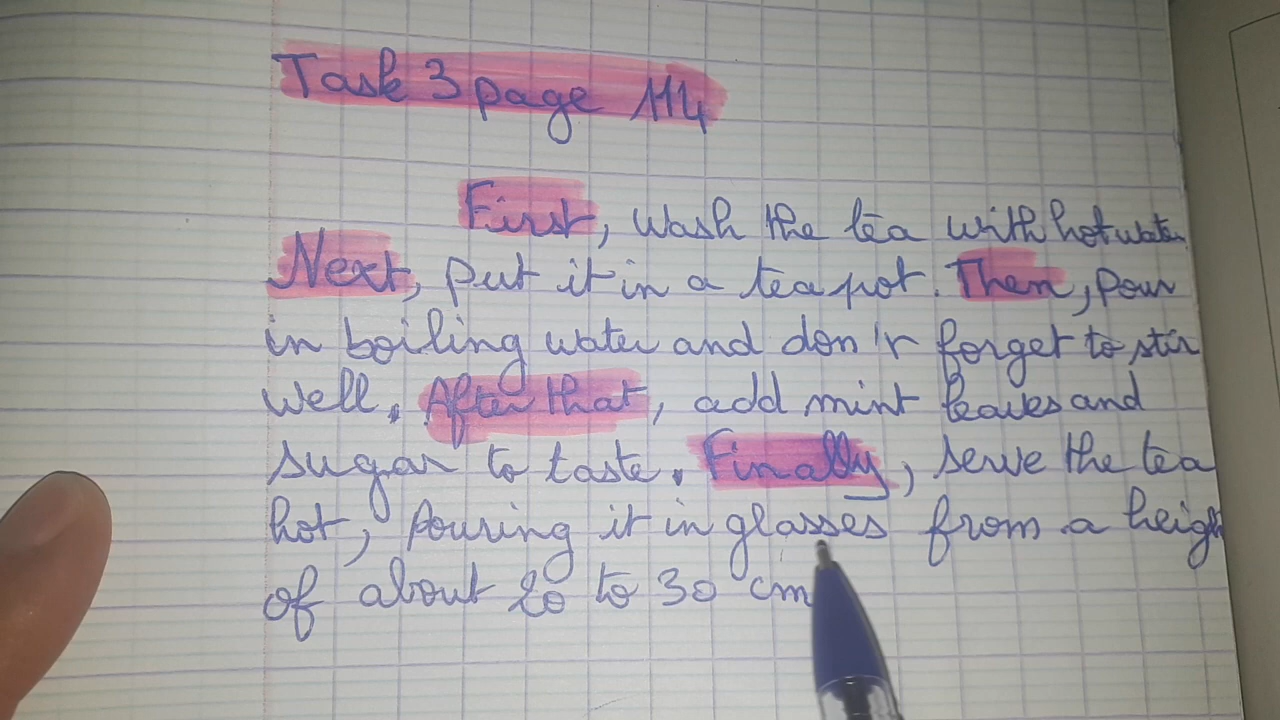 Task 3 page 114
First, wash the tea with hot water
Next, put it in a tea pot. Then, pour
in boiling water and don't forget to stir
well. After that, add mint leaves and
sugar to taste. Finally, serve the tea
hot, pouring it in glasses from a heigh
of about 20 to 30 cm